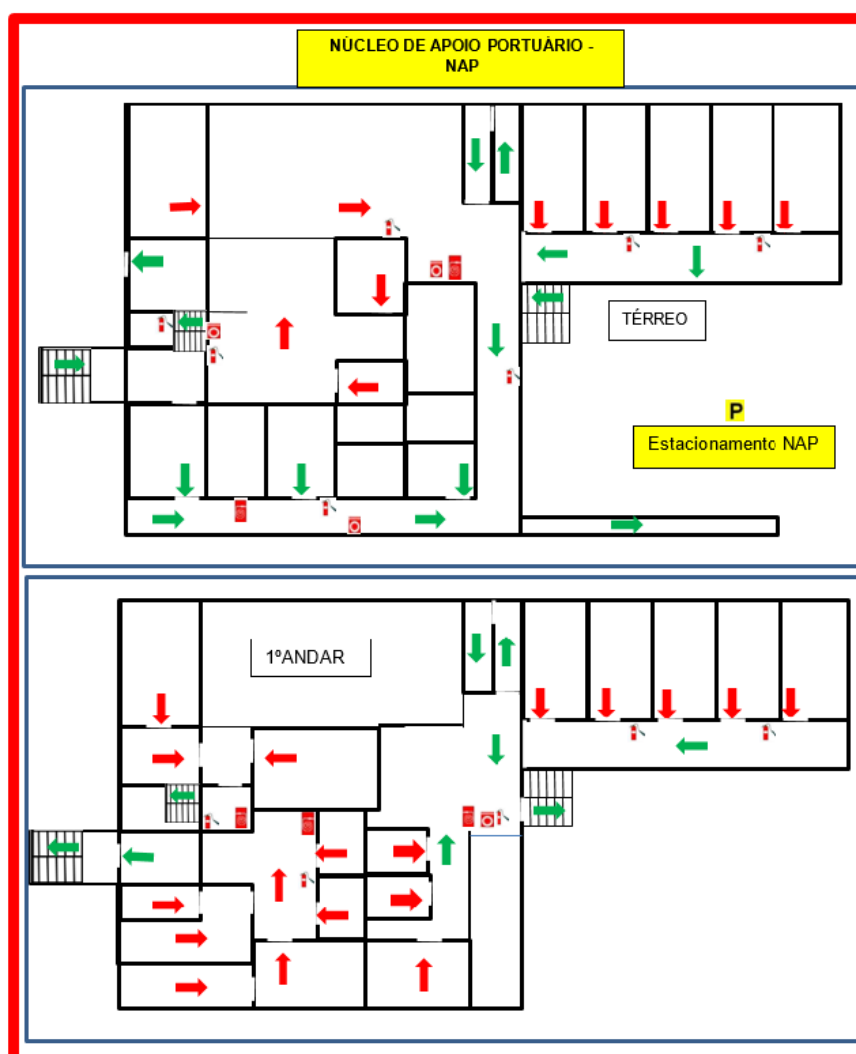 NÚCLEO DE APOIO PORTUÁRIO -
NAP
TÉRREO
P
Estacionamento NAP
1ºANDAR